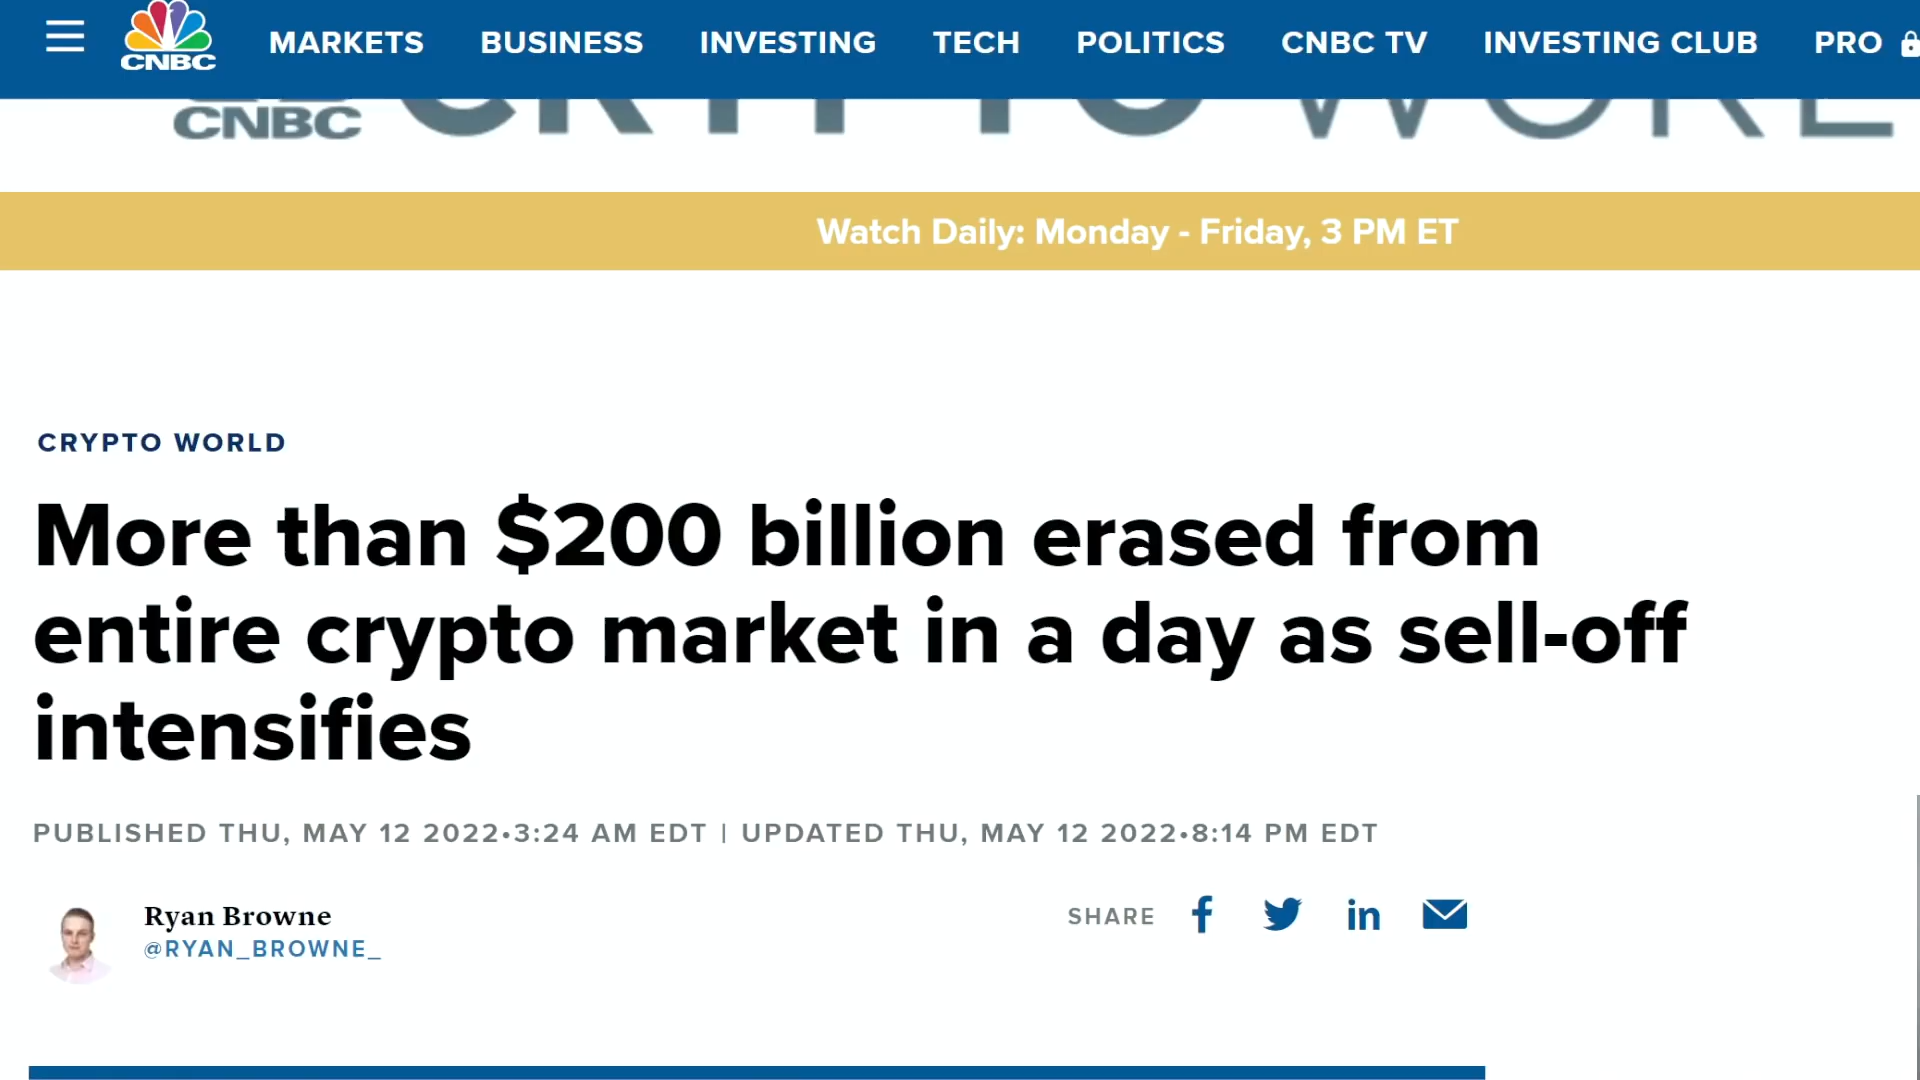 CNBC
MARKETS BUSINESS INVESTING TECH POLITICS CNBC TV INVESTING CLUB PRO
CNBC CRYPTO WORL
Watch Daily: Monday - Friday, 3 PM ET
CRYPTO WORLD
More than $200 billion erased from
entire crypto market in a day as sell-off
intensifies
PUBLISHED THU, MAY 12 2022•3:24 AM EDT | UPDATED THU, MAY 12 2022•8:14 PM EDT
Ryan Browne
@RYAN_BROWNE_
SHARE